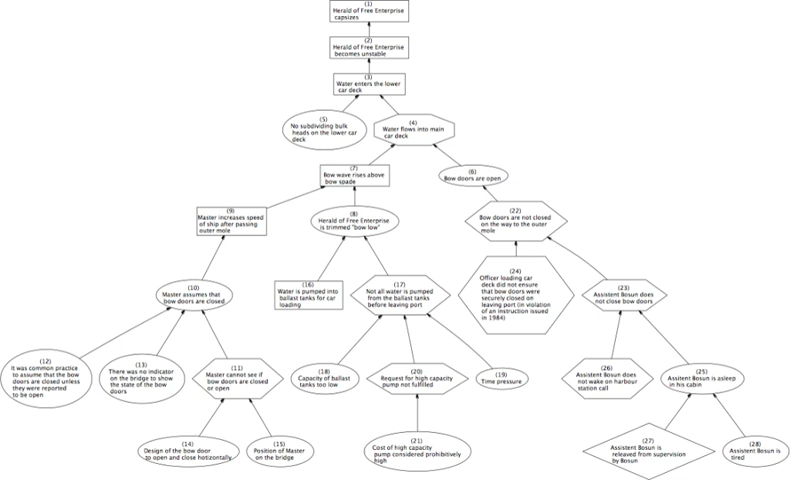 (1)
Herald of Free Enterprise
capsizes
(2)
Herald of Free Enterprise
becomes unstable
(3)
Water enters the lower
car deck
(5)
No subdividing bulk
heads on the lower car
deck
(4)
Water flows into main
car deck
(7)
Bow wave rises above
bow spade
(6)
Bow doors are open
(9)
Master increases speed
of ship after passing
outer mole
(8)
Herald of Free Enterprise
is trimmed "bow low"
(22)
Bow doors are not closed
on the way to the outer
mole
(10)
Master assumes that
bow doors are closed
(16)
Water is pumped into
ballast tanks for car
loading
(17)
Not all water is pumped
from the ballast tanks
before leaving port
(24)
Officer loading car
deck did not ensure
that bow doors were
securely closed on
leaving port (in violation
of an instruction issued
in 1984)
(23)
Assistent Bosun does
not close bow doors
(12)
It was common practice
to assume that the bow
doors are closed unless
they were reported
to be open
(13)
There was no indicator
on the bridge to show
the state of the bow
doors
(11)
Master cannot see if
bow doors are closed
or open
(18)
Capacity of ballast
tanks too low
(20)
Request for high capacity
pump not fulfilled
(19)
Time pressure
(26)
Assistent Bosun does
not wake on harbour
station call
(25)
Assitent Bosun is asleep
in his cabin
(14)
Design of the bow door
to open and close hotizontally
(15)
Position of Master
on the bridge
(21)
Cost of high capacity
pump considered prohibitively
high
(27)
Assistent Bosun is
releaved from supervision
by Bosun
(28)
Assistent Bosun is
tired